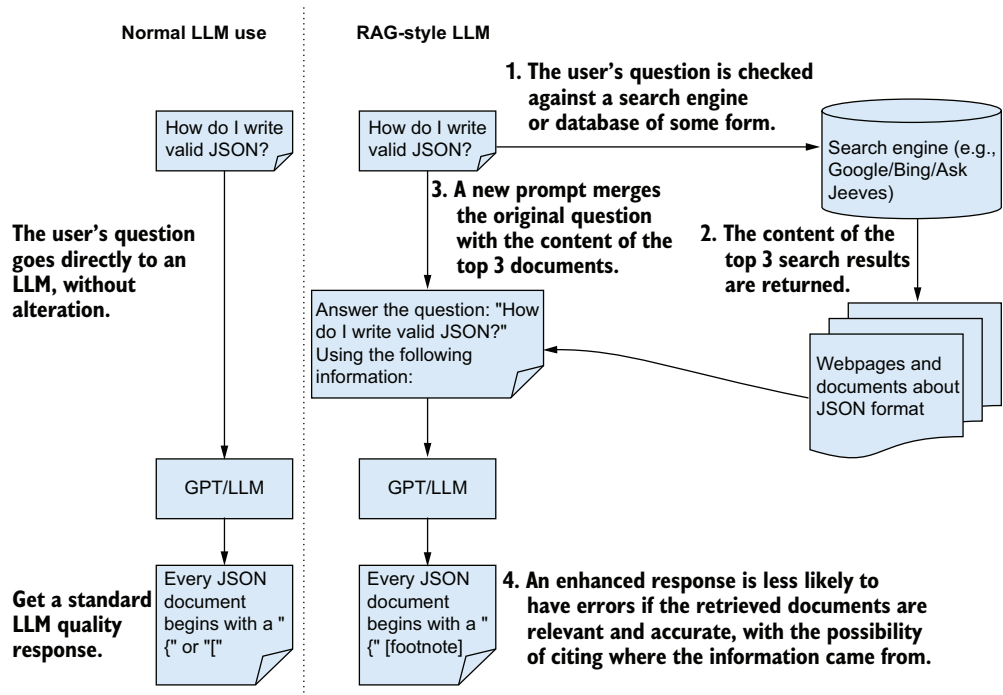 Normal LLM use
RAG-style LLM
1. The user's question is checked
against a search engine
or database of some form.
How do I write
valid JSON?
How do I write
valid JSON?
Search engine (e.g.,
Google/Bing/Ask
Jeeves)
3. A new prompt merges
the original question
with the content of the
top 3 documents.
The user's question
goes directly to an
LLM, without
alteration.
2. The content of the
top 3 search results
are returned.
Answer the question: "How
do I write valid JSON?"
Using the following
information:
Webpages and
documents about
JSON format
GPT/LLM
GPT/LLM
Get a standard
LLM quality
response.
Every JSON
document
begins with a "
{" or "["
Every JSON
document
begins with a "
{" [footnote]
4. An enhanced response is less likely to
have errors if the retrieved documents are
relevant and accurate, with the possibility
of citing where the information came from.